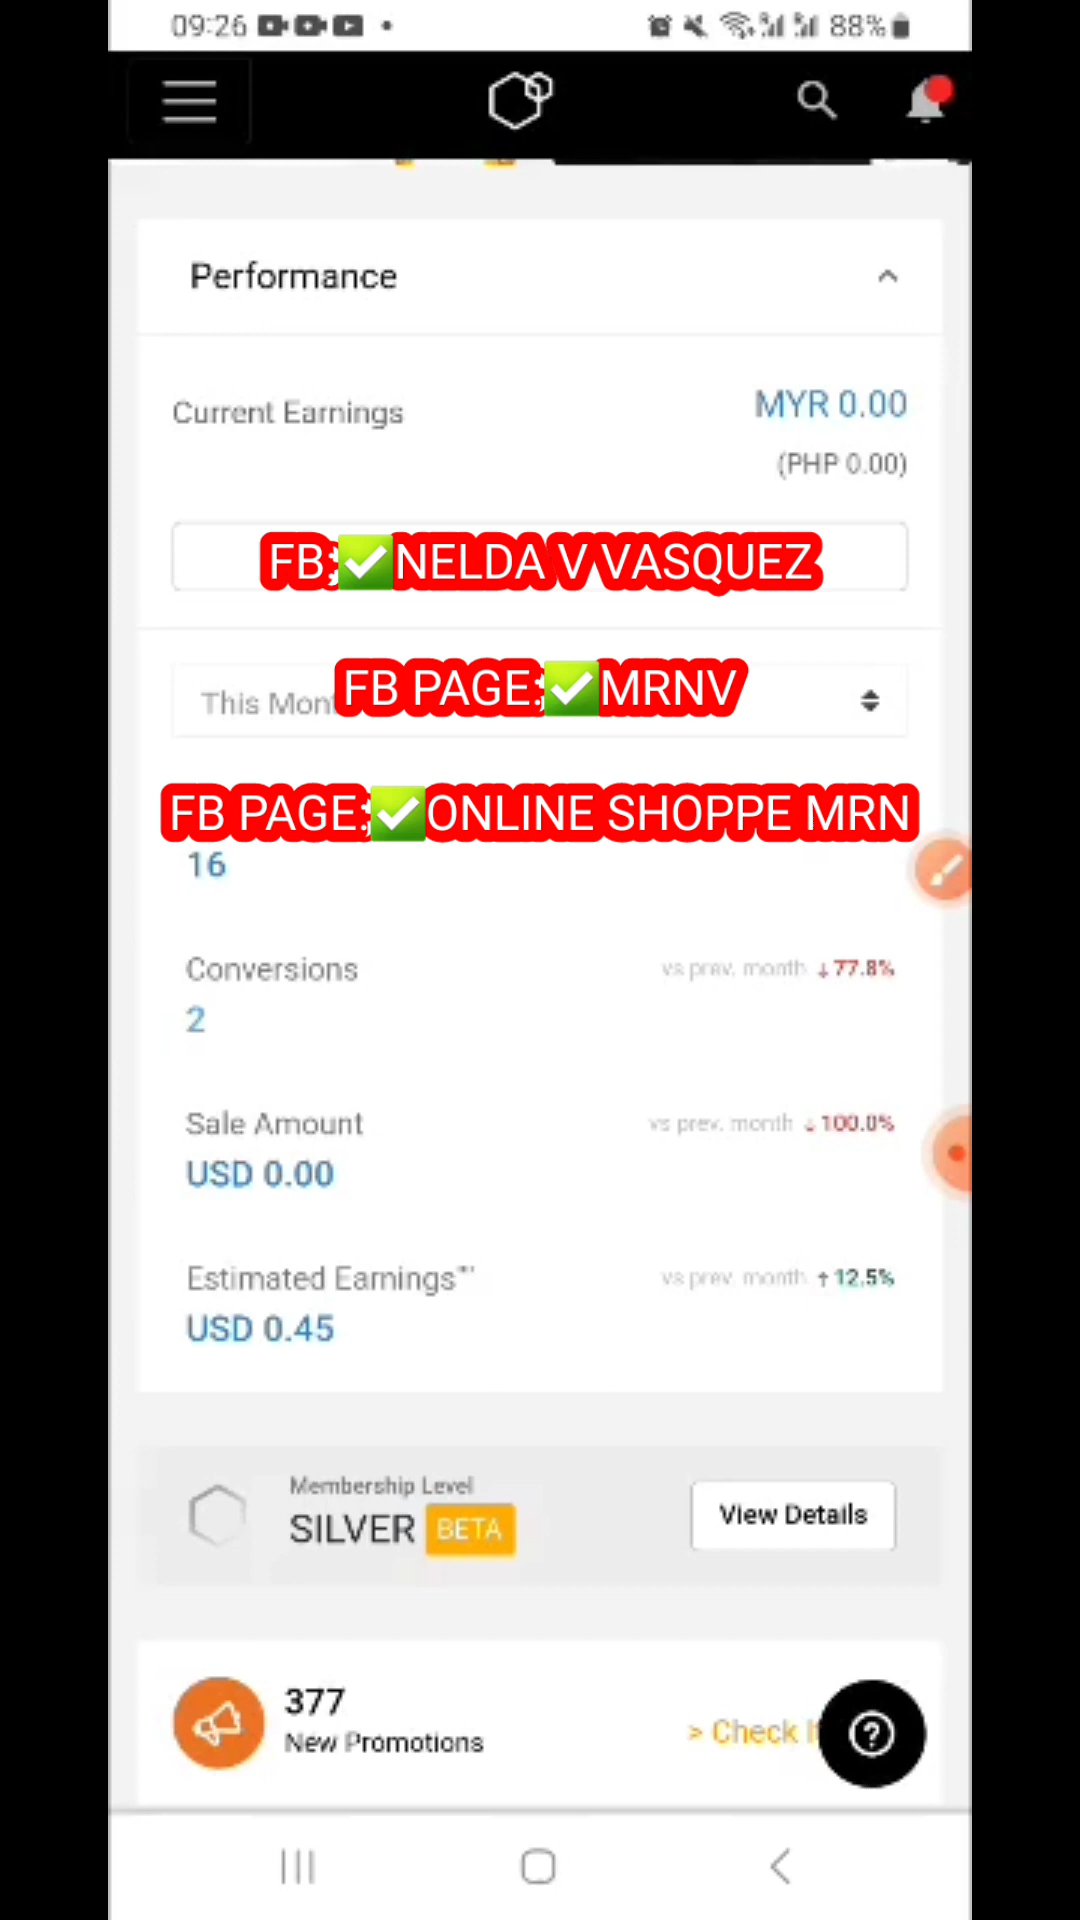 09:26
88%
Performance
Current Earnings
MYR 0.00
(PHP 0.00)
FB:✅NELDA V VASQUEZ
This Mont
FB PAGE:✅MRNV
FB PAGE:✅ONLINE SHOPPE MRN
16
Conversions
vs prev. month ↓77.8%
2
Sale Amount
vs prev. month ↓100.0%
USD 0.00
Estimated Earnings**
vs prev. month ↑12.5%
USD 0.45
Membership Level
SILVER BETA
View Details
377
New Promotions
> Check